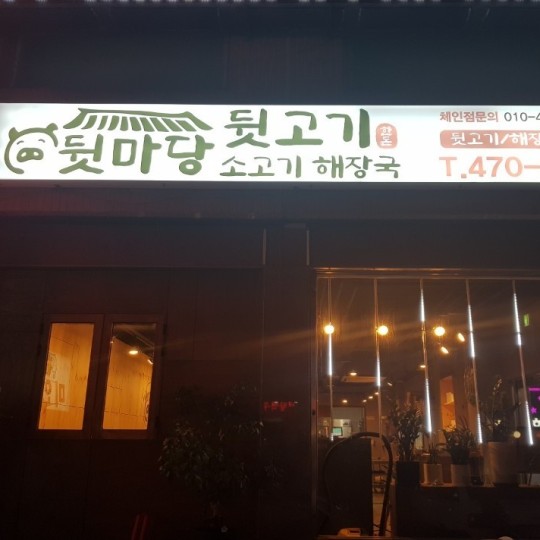 뒷마당 뒷고기 한돈
소고기 해장국
체인점문의 010-4
뒷고기/해장
T.470-